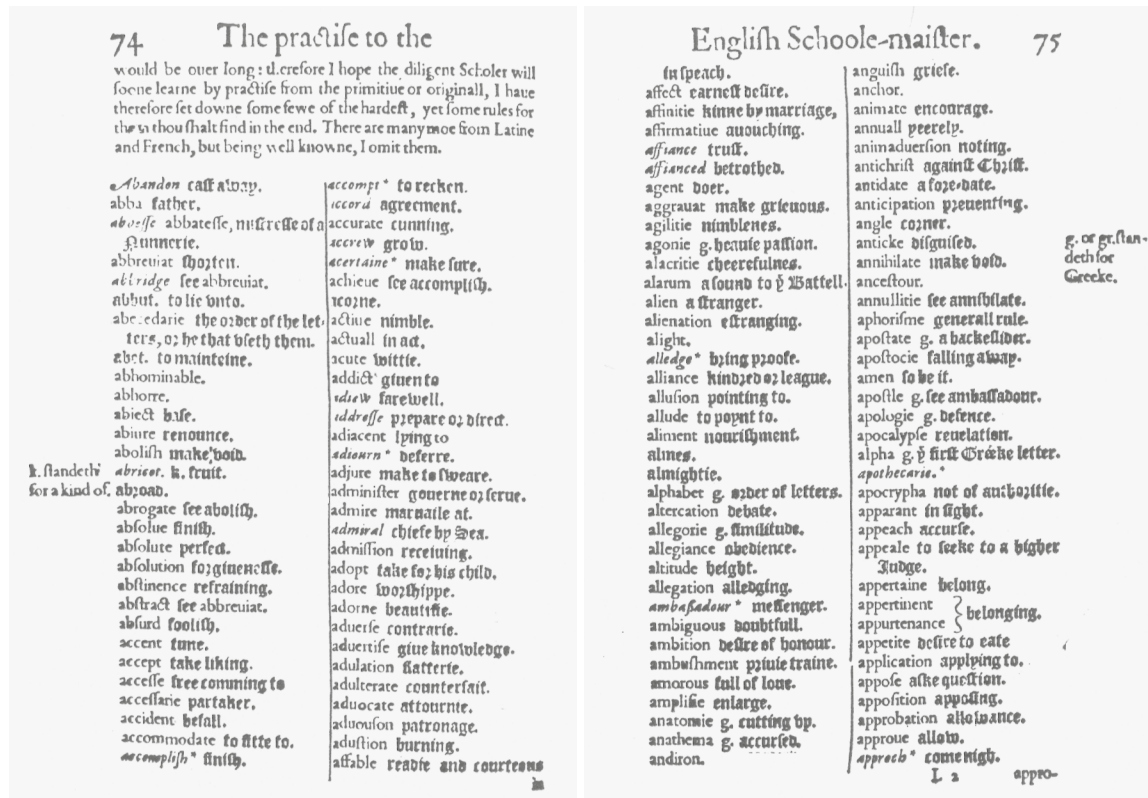 74 The practiſe to the
would be ouer long: therefore I hope the diligent Scholer will
ſoone learne by practiſe from the primitiue or originall, I haue
therefore ſet downe ſome fewe of the hardeſt, yet ſome rules for
thē thou ſhalt find in the end. There are many moe from Latine
and French, but being well knowne, I omit them.
Abandon caſt away.
abba father.
abbeſſe abbateſſe, miſtreſſe of a
Nunnerie.
abbreuiat ſhorten.
abbridge ſee abbreuiat.
abbut. to lie vnto.
abecedarie the order of the let-
ters, or he that vſeth them.
abet. to mainteine.
abhominable.
abhorre.
abiect baſe.
abiure renounce.
aboliſh make void.
k. ſtandeth
for a kind of.
abricot. k. fruit.
abroad.
abrogate ſee aboliſh.
abſolue finiſh.
abſolute perfect.
abſolution forgiueneſſe.
abſtinence refraining.
abſtract ſee abbreuiat.
abſurd fooliſh.
accent tune.
accept take liking.
acceſſe free comming to
acceſſarie partaker.
accident befall.
accommodate to fitte to.
accompliſh* finiſh.
accompt* to recken.
accord agreement.
accurate cunning.
accrew grow.
acertaine* make ſure.
achieue ſee accompliſh.
acorne.
actiue nimble.
actuall in act.
acute wittie.
addict giuen to
adiew farewell.
addreſſe prepare or direct.
adiacent lying to
adiourn* deferre.
adjure make to ſweare.
adminiſter gouerne or ſerue.
admire maruaile at.
admiral chiefe by Sea.
admiſſion receiuing.
adopt take for his child.
adore worſhippe.
adorne beautifie.
aduerſe contrarie.
aduertiſe giue knowledge.
adulation flatterie.
adulterate counterfait.
aduocate attournie.
aduouſon patronage.
aduſtion burning.
affable readie and courteous
in
Engliſh Schoole-maiſter. 75
in ſpeach.
affect earneſt deſire.
affinitie kinne by marriage,
affirmatiue auouching.
affiance truſt.
affianced betrothed.
agent doer.
aggrauat make grieuous.
agilitie nimblenes.
agonie g. heauie paſſion.
alacritie cheerefulnes.
alarum a ſound to ẏ Battell.
alien a ſtranger.
alienation eſtranging.
alight.
alledge* bring proofe.
alliance kindred or league.
alluſion pointing to.
allude to poynt to.
aliment nouriſhment.
almes.
almightie.
alphabet g. order of letters.
altercation debate.
allegorie g. ſimilitude.
allegiance obedience.
altitude height.
allegation alledging.
ambaſſadour* meſſenger.
ambiguous doubtfull.
ambition deſire of honour.
ambuſhment priuie traine.
amorous full of loue.
amplifie enlarge.
anatomie g. cutting vp.
anathema g. accurſed.
andiron.
anguiſh griefe.
anchor.
animate encourage.
annuall yeerely.
animaduerſion noting.
antichriſt againſt Chriſt.
antidate a fore-date.
anticipation preuenting.
angle corner.
anticke diſguiſed.
g. or gr. ſtan-
deth for
Greeke.
annihilate make void.
anceſtour.
annullitie ſee annihilate.
aphoriſme generall rule.
apoſtate g. a backeſlider.
apoſtocie falling away.
amen ſo be it.
apoſtle g. ſee ambaſſadour.
apologie g. defence.
apocalypſe reuelation.
alpha g. ẏ firſt Gréeke letter.
apothecarie.*
apocrypha not of authoritie.
apparant in ſight.
appeach accuſe.
appeale to ſeeke to a higher
Judge.
appertaine belong.
appertinent
appurtenance } belonging.
appetite deſire to eate
application applying to.
appoſe aſke queſtion.
appoſition appoſing.
approbation allowance.
approue allow.
approch* come nigh.
L 2 appro-